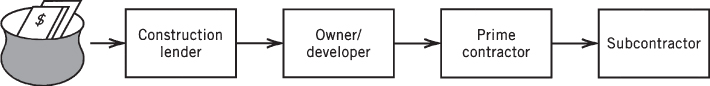 $
Construction
lender
Owner/
developer
Prime
contractor
Subcontractor